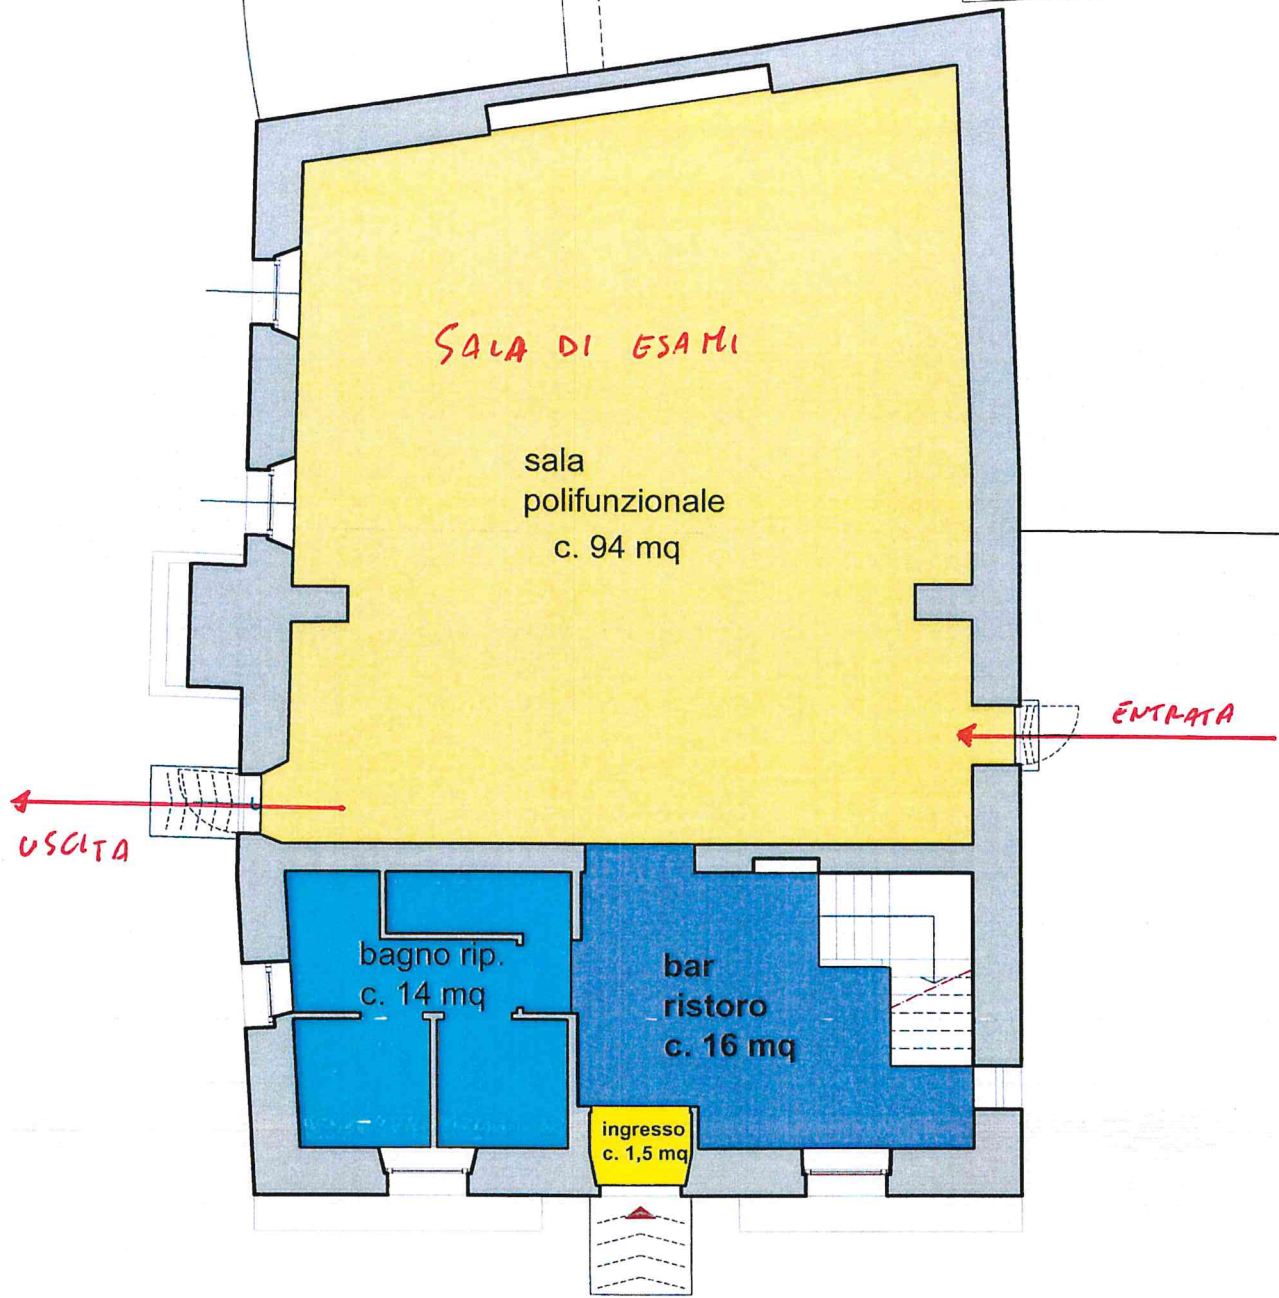 SALA DI ESAMI
sala
polifunzionale
c. 94 mq
ENTRATA
USCITA
bagno rip.
c. 14 mq
bar
ristoro
c. 16 mq
ingresso
c. 1,5 mq